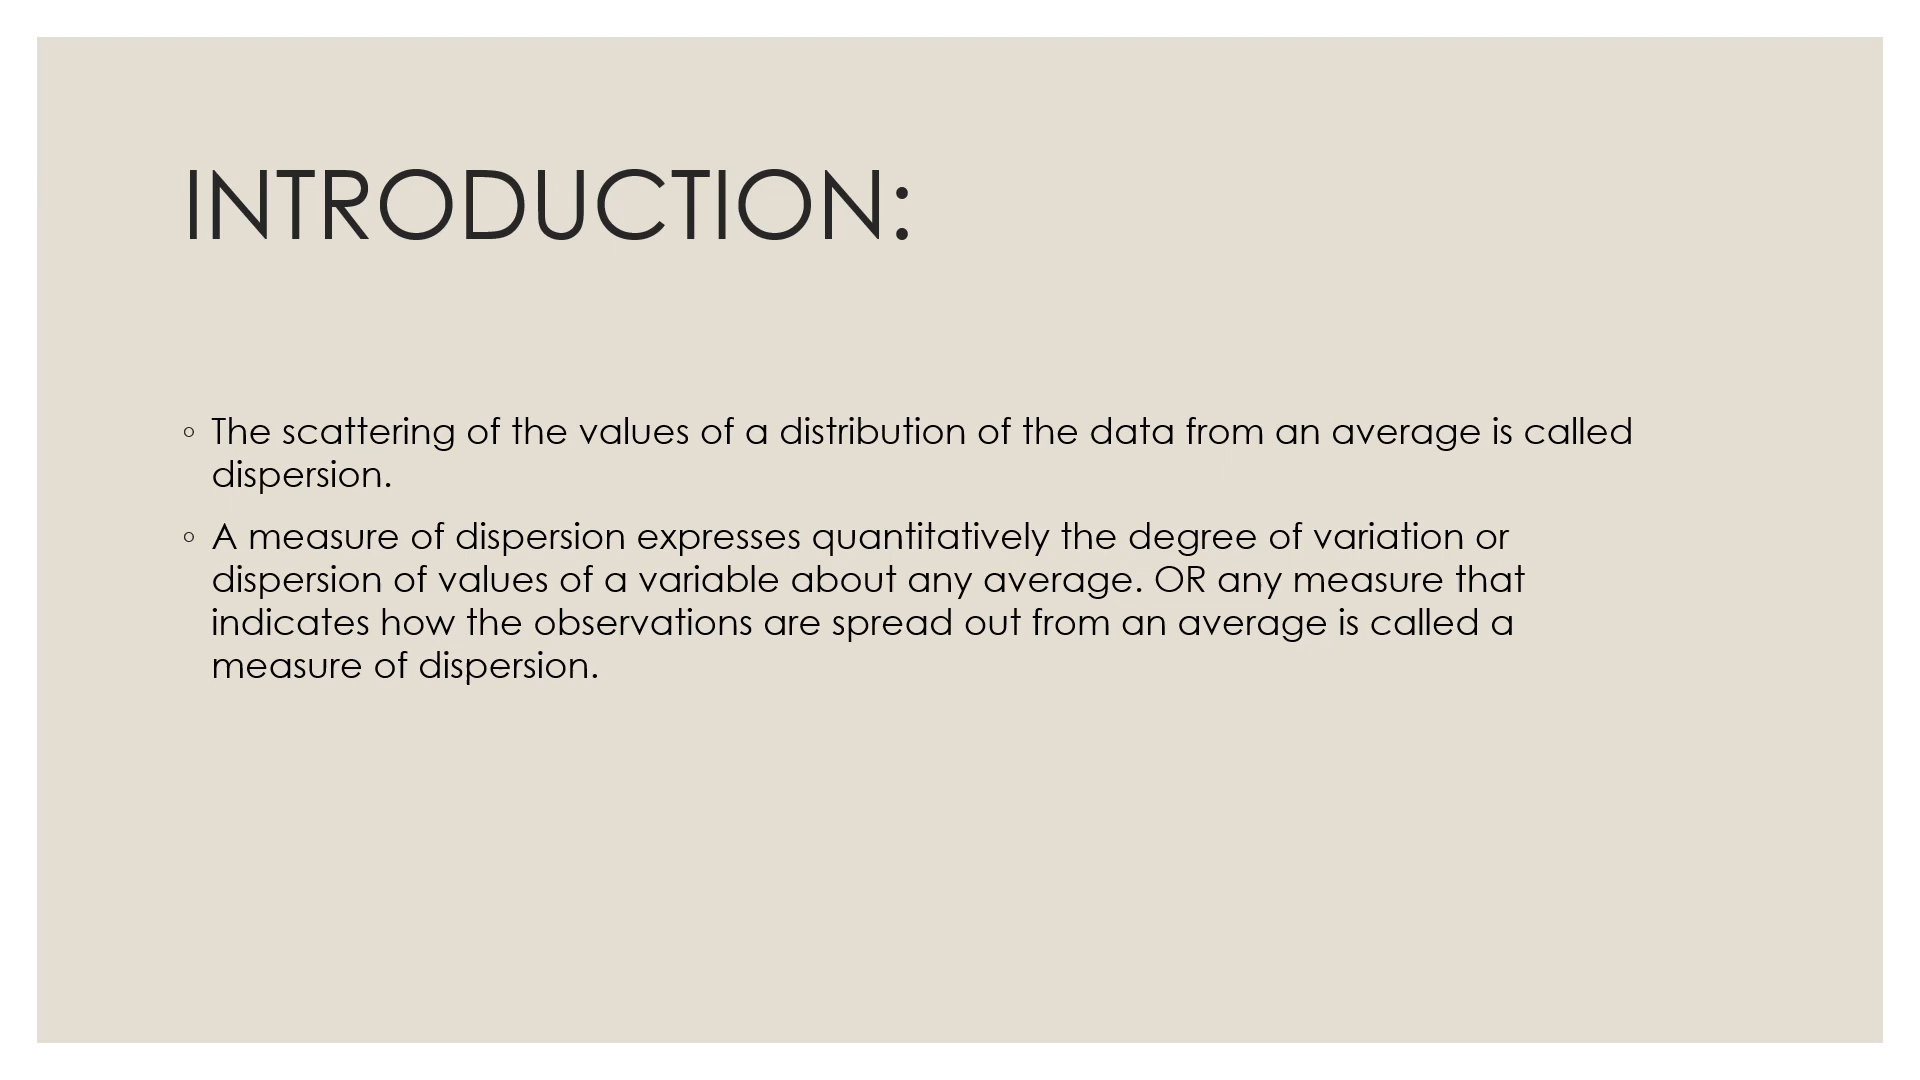 INTRODUCTION:
◦ The scattering of the values of a distribution of the data from an average is called
dispersion.
◦ A measure of dispersion expresses quantitatively the degree of variation or
dispersion of values of a variable about any average. OR any measure that
indicates how the observations are spread out from an average is called a
measure of dispersion.